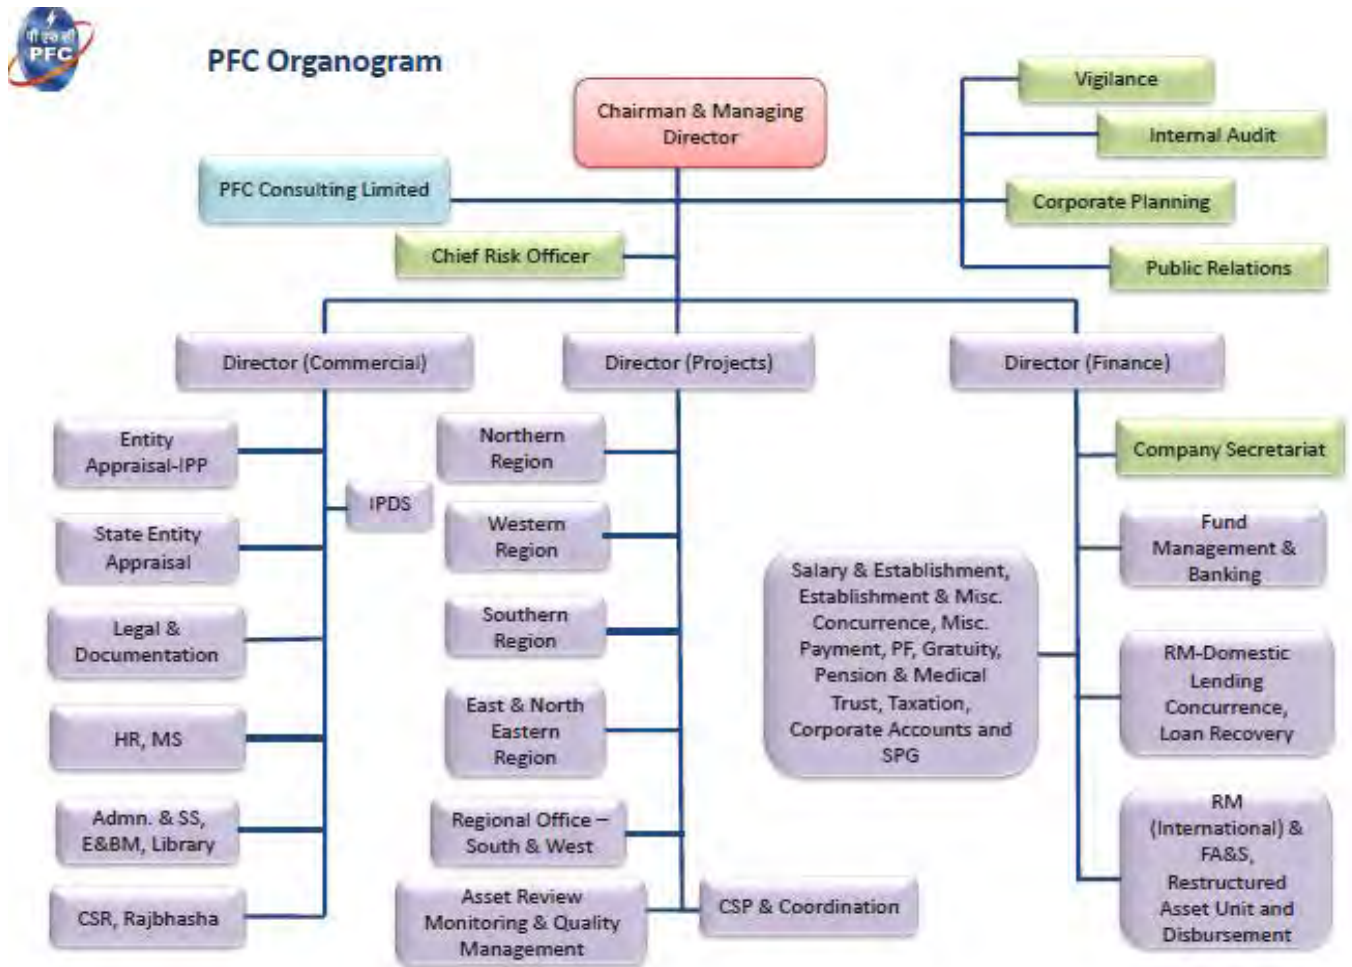 पी एफ सी
PFC
PFC Organogram
Chairman & Managing
Director
Vigilance
Internal Audit
PFC Consulting Limited
Corporate Planning
Chief Risk Officer
Public Relations
Director (Commercial)
Director (Projects)
Director (Finance)
Entity
Appraisal-IPP
IPDS
State Entity
Appraisal
Legal &
Documentation
HR, MS
Admn. & SS,
E&BM, Library
CSR, Rajbhasha
Northern
Region
Western
Region
Southern
Region
East & North
Eastern
Region
Regional Office –
South & West
Asset Review
Monitoring & Quality
Management
CSP & Coordination
Salary & Establishment,
Establishment & Misc.
Concurrence, Misc.
Payment, PF, Gratuity,
Pension & Medical
Trust, Taxation,
Corporate Accounts and
SPG
Company Secretariat
Fund
Management &
Banking
RM-Domestic
Lending
Concurrence,
Loan Recovery
RM
(International) &
FA&S,
Restructured
Asset Unit and
Disbursement